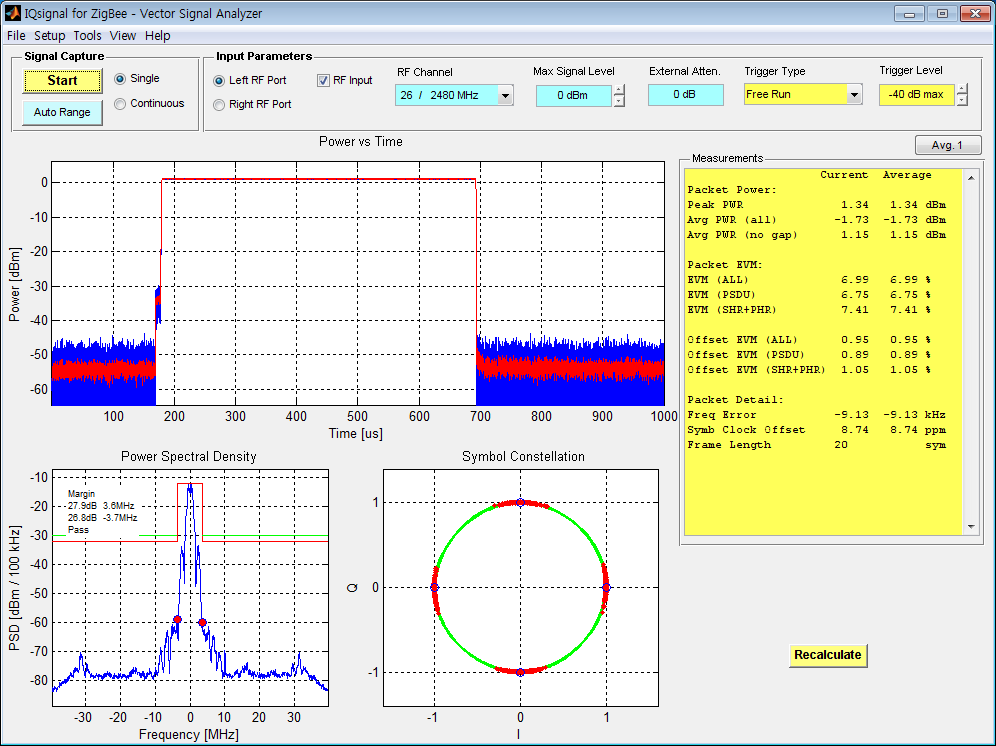 IQsignal for ZigBee - Vector Signal Analyzer
File Setup Tools View Help
Signal Capture
Start
Auto Range
Single
Continuous
Input Parameters
Left RF Port
Right RF Port
RF Input
RF Channel
26 / 2480 MHz
Max Signal Level
0 dBm
External Atten.
0 dB
Trigger Type
Free Run
Trigger Level
-40 dB max
Avg. 1
Power vs Time
Power [dBm]
0
-10
-20
-30
-40
-50
-60
100 200 300 400 500 600 700 800 900 1000
Time [us]
Measurements
Current Average
Packet Power:
Peak PWR 1.34 1.34 dBm
Avg PWR (all) -1.73 -1.73 dBm
Avg PWR (no gap) 1.15 1.15 dBm
Packet EVM:
EVM (ALL) 6.99 6.99 %
EVM (PSDU) 6.75 6.75 %
EVM (SHR+PHR) 7.41 7.41 %
Offset EVM (ALL) 0.95 0.95 %
Offset EVM (PSDU) 0.89 0.89 %
Offset EVM (SHR+PHR) 1.05 1.05 %
Packet Detail:
Freq Error -9.13 -9.13 kHz
Symb Clock Offset 8.74 8.74 ppm
Frame Length 20 sym
Power Spectral Density
PSD [dBm / 100 kHz]
-10
-20
-30
-40
-50
-60
-70
-80
Margin
27.9dB 3.6MHz
26.8dB -3.7MHz
Pass
-30 -20 -10 0 10 20 30
Frequency [MHz]
Symbol Constellation
Q
1
0
-1
-1 0 1
I
Recalculate